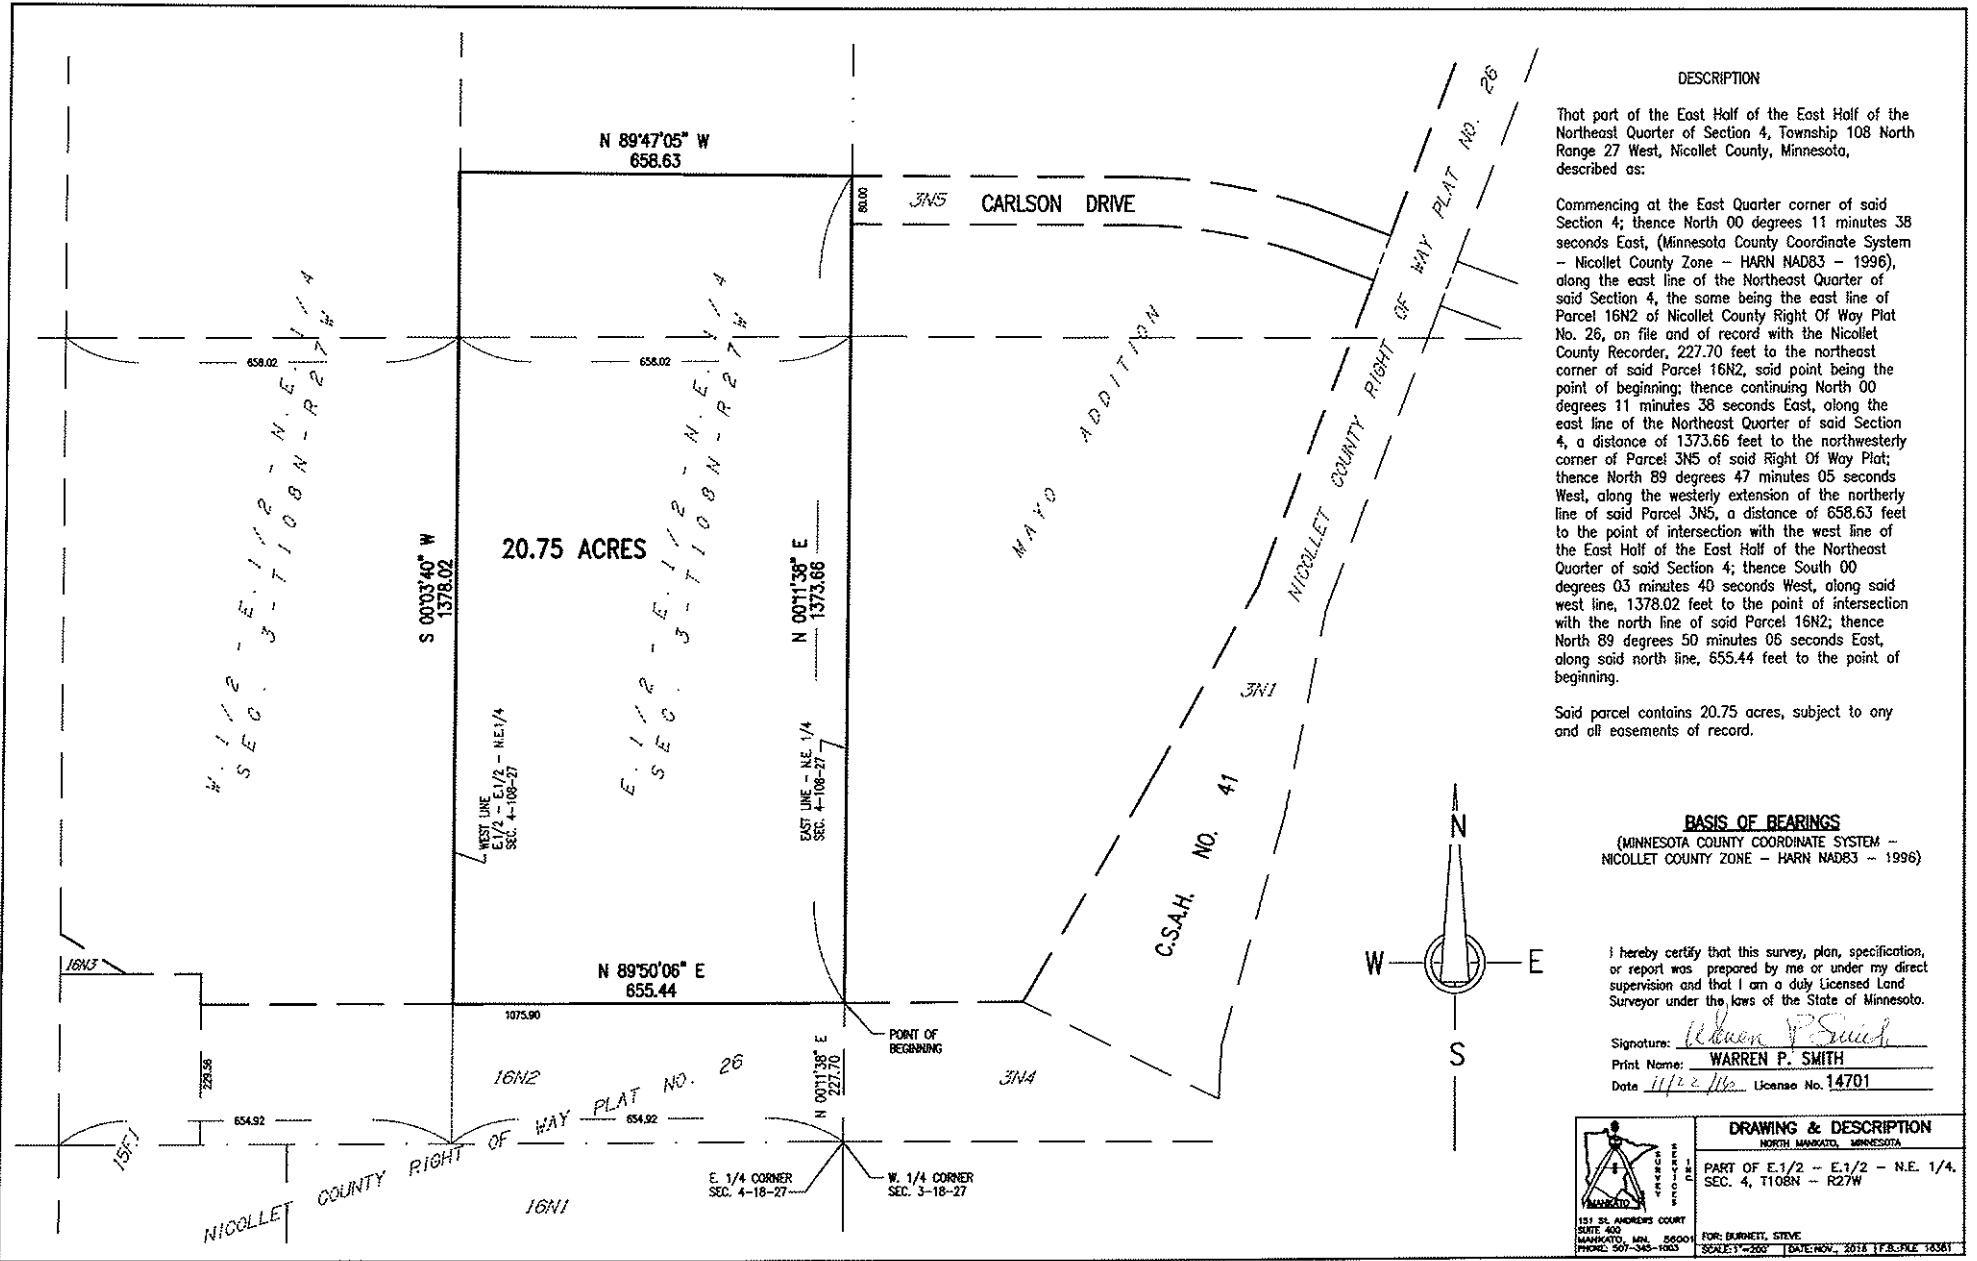 N 89°47'05" W
658.63
80.00
3N5
CARLSON DRIVE
NICOLLET COUNTY RIGHT OF WAY PLAT NO. 26
658.02
658.02
W. 1/2 - E.1/2 - N.E.1/4
SEC. 3-T108N-R27W
E. 1/2 - E.1/2 - N.E.1/4
SEC. 3-T108N-R27W
MAYO ADDITION
20.75 ACRES
S 00°03'40" W
1378.02
N 00°11'38" E
1373.66
WEST LINE
E.1/2 - E.1/2 - N.E.1/4
SEC. 4-108-27
EAST LINE - N.E. 1/4
SEC. 4-108-27
3N1
C.S.A.H. NO. 41
16N3
N 89°50'06" E
655.44
1075.90
POINT OF
BEGINNING
229.56
16N2
N 00°11'38" E
227.70
3N4
654.92
654.92
15F1
NICOLLET COUNTY RIGHT OF WAY PLAT NO. 26
16N1
E. 1/4 CORNER
SEC. 4-18-27
W. 1/4 CORNER
SEC. 3-18-27
N
W
E
S
DESCRIPTION
That part of the East Half of the East Half of the
Northeast Quarter of Section 4, Township 108 North
Range 27 West, Nicollet County, Minnesota,
described as:
Commencing at the East Quarter corner of said
Section 4; thence North 00 degrees 11 minutes 38
seconds East, (Minnesota County Coordinate System
- Nicollet County Zone - HARN NAD83 - 1996),
along the east line of the Northeast Quarter of
said Section 4, the same being the east line of
Parcel 16N2 of Nicollet County Right Of Way Plat
No. 26, on file and of record with the Nicollet
County Recorder, 227.70 feet to the northeast
corner of said Parcel 16N2, said point being the
point of beginning; thence continuing North 00
degrees 11 minutes 38 seconds East, along the
east line of the Northeast Quarter of said Section
4, a distance of 1373.66 feet to the northwesterly
corner of Parcel 3N5 of said Right Of Way Plat;
thence North 89 degrees 47 minutes 05 seconds
West, along the westerly extension of the northerly
line of said Parcel 3N5, a distance of 658.63 feet
to the point of intersection with the west line of
the East Half of the East Half of the Northeast
Quarter of said Section 4; thence South 00
degrees 03 minutes 40 seconds West, along said
west line, 1378.02 feet to the point of intersection
with the north line of said Parcel 16N2; thence
North 89 degrees 50 minutes 06 seconds East,
along said north line, 655.44 feet to the point of
beginning.
Said parcel contains 20.75 acres, subject to any
and all easements of record.
BASIS OF BEARINGS
(MINNESOTA COUNTY COORDINATE SYSTEM -
NICOLLET COUNTY ZONE - HARN NAD83 - 1996)
I hereby certify that this survey, plan, specification,
or report was prepared by me or under my direct
supervision and that I am a duly Licensed Land
Surveyor under the laws of the State of Minnesota.
Signature: Warren P. Smith
Print Name: WARREN P. SMITH
Date 11/22/16 License No. 14701
MANKATO
SURVEY
SERVICES
INC
151 ST. ANDREWS COURT
SUITE 400
MANKATO, MN. 56001
PHONE: 507-345-1003
DRAWING & DESCRIPTION
NORTH MANKATO, MINNESOTA
PART OF E.1/2 - E.1/2 - N.E. 1/4,
SEC. 4, T108N - R27W
FOR: BURNETT, STEVE
SCALE: 1"=200' DATE: NOV., 2016 F.B.-FILE 16361